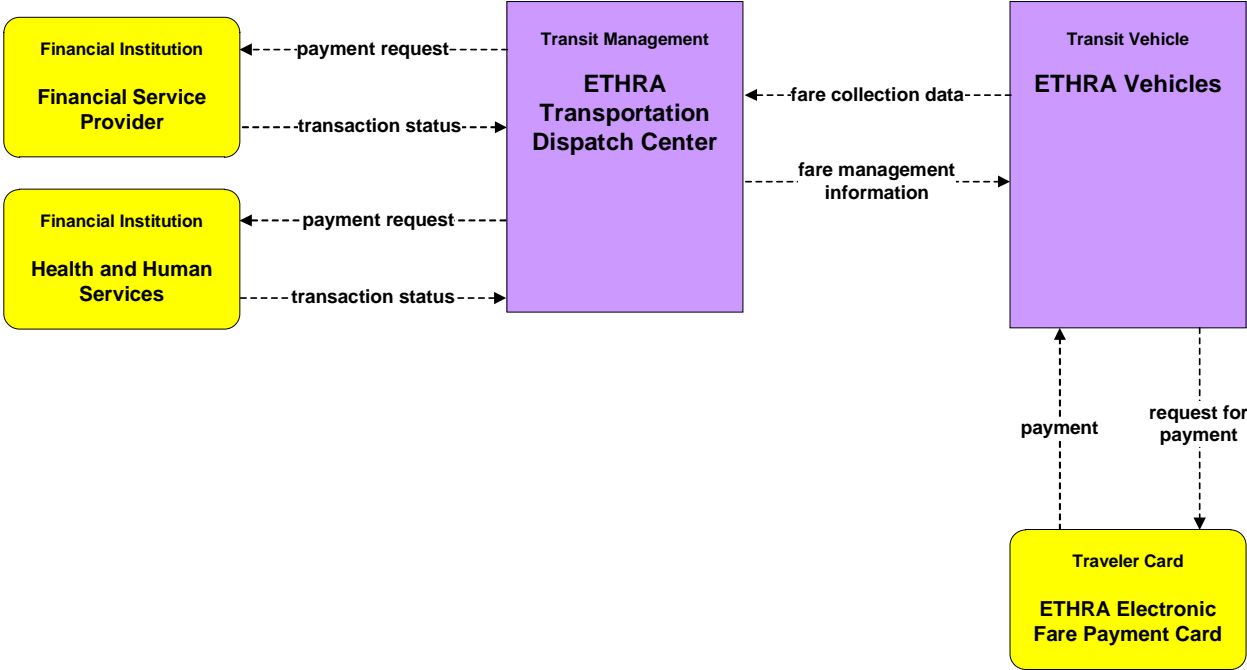 Financial Institution
Financial Service
Provider
payment request
transaction status
Financial Institution
Health and Human
Services
payment request
transaction status
Transit Management
ETHRA
Transportation
Dispatch Center
fare collection data
fare management
information
Transit Vehicle
ETHRA Vehicles
payment
request for
payment
Traveler Card
ETHRA Electronic
Fare Payment Card